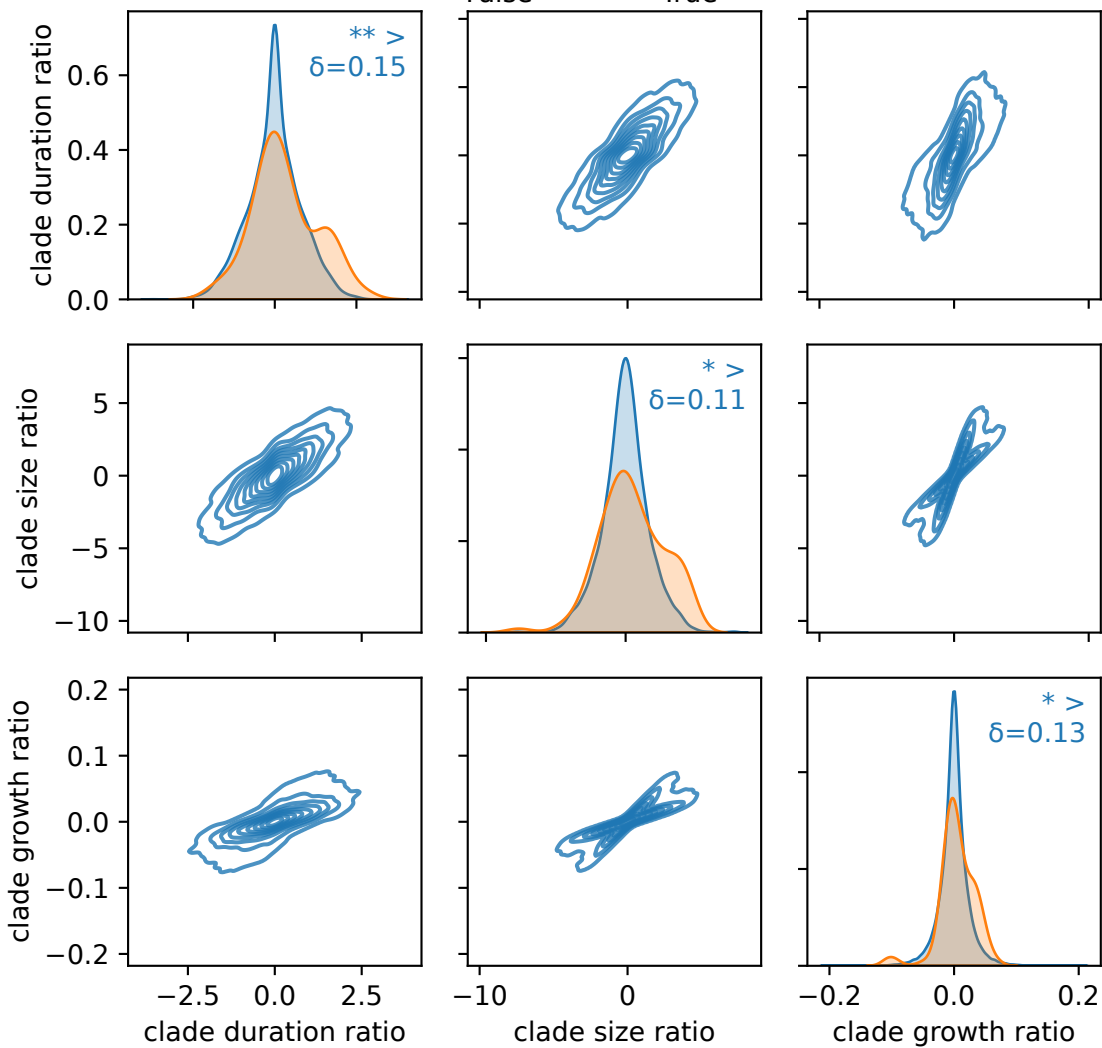 False True
clade duration ratio
0.6
0.4
0.2
0.0
** >
δ=0.15
clade size ratio
5
0
−5
−10
* >
δ=0.11
clade growth ratio
0.2
0.1
0.0
−0.1
−0.2
* >
δ=0.13
−2.5 0.0 2.5
−10 0
−0.2 0.0 0.2
clade duration ratio
clade size ratio
clade growth ratio